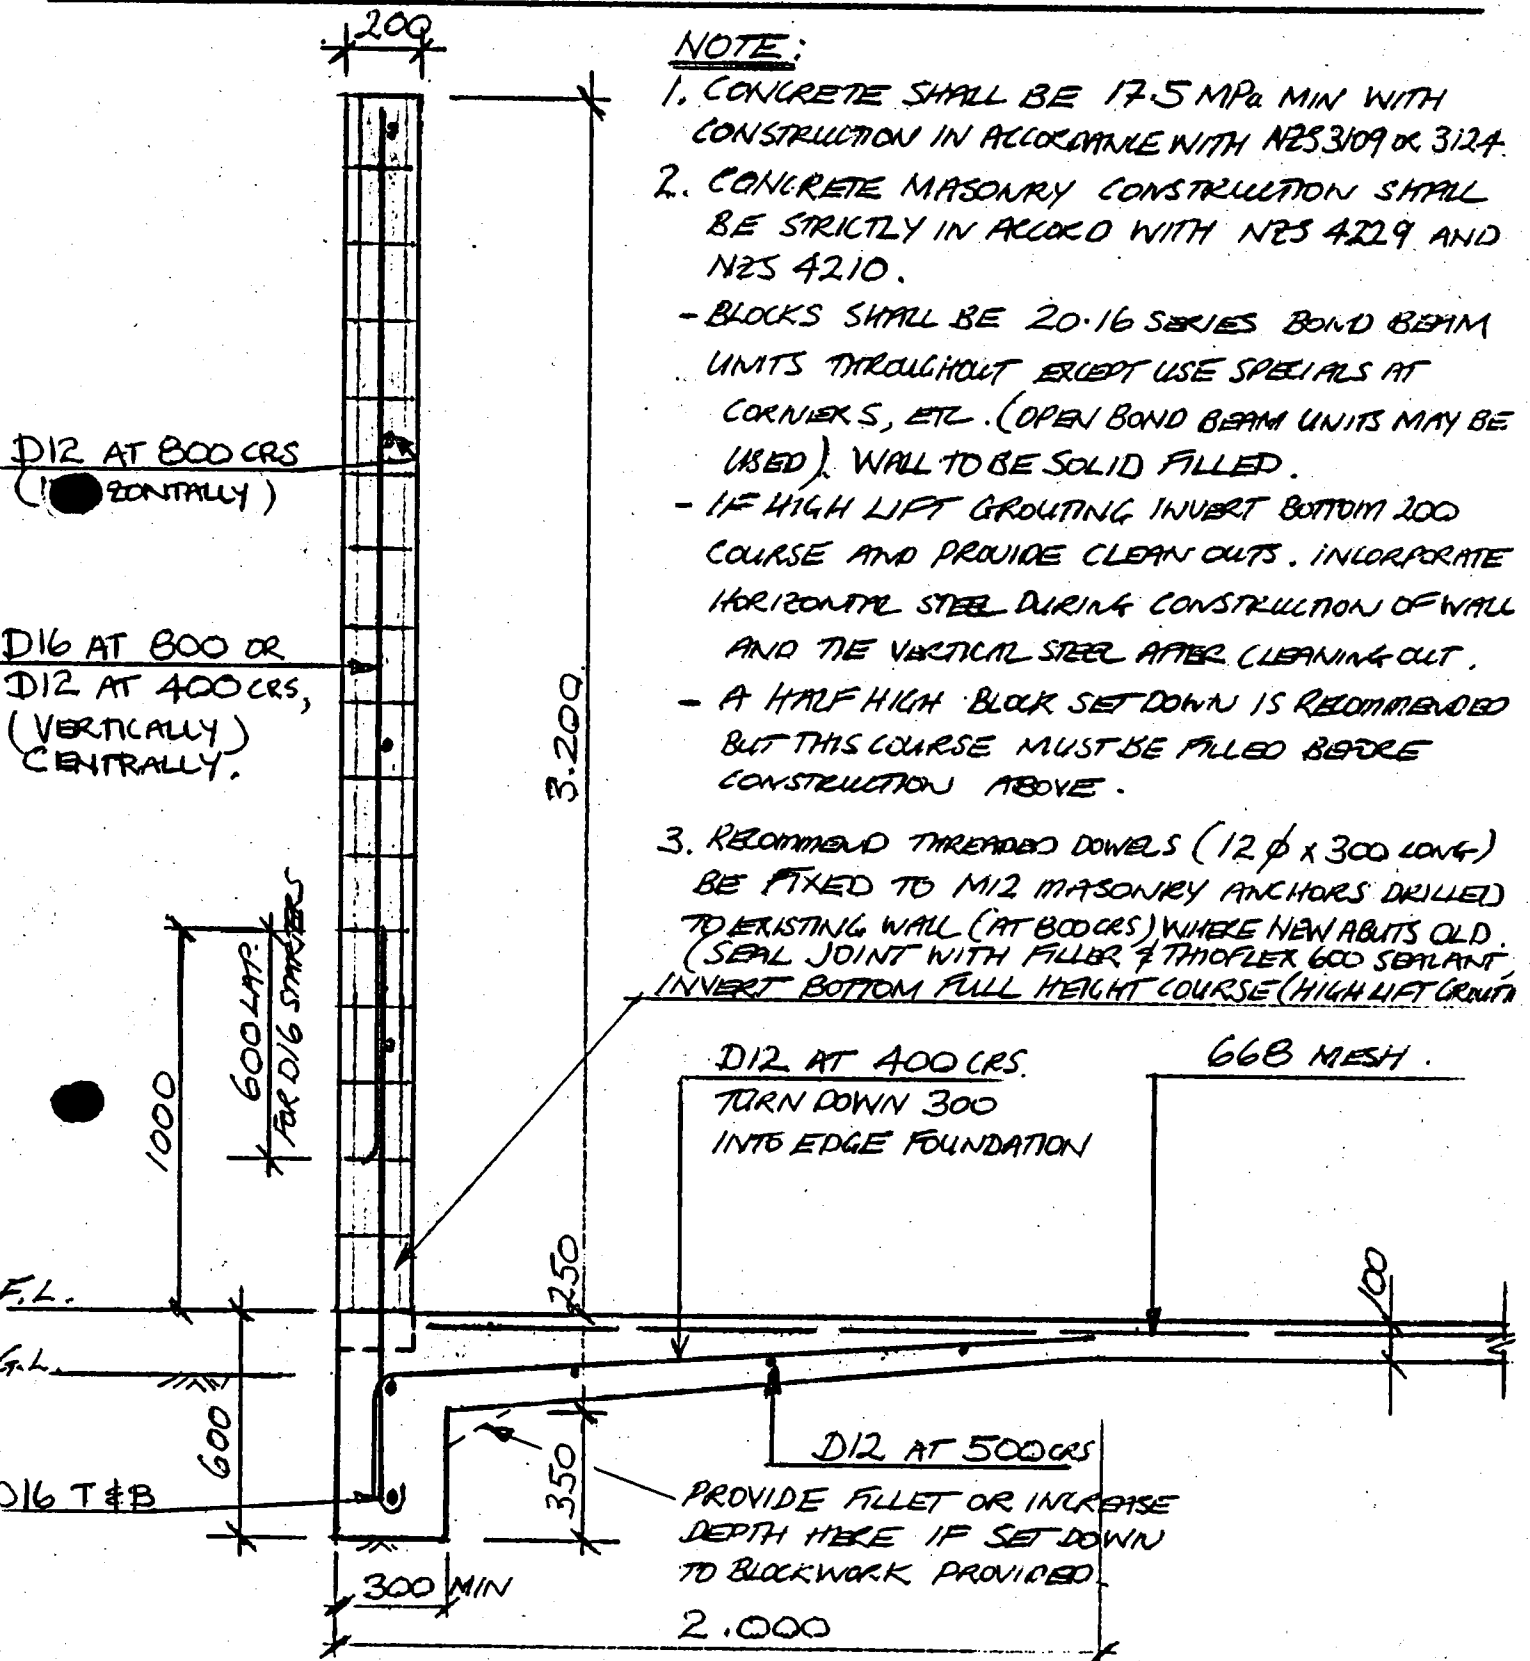 200
NOTE:
1. CONCRETE SHALL BE 17.5 MPa MIN WITH
CONSTRUCTION IN ACCORDANCE WITH NZS 3109 OR 3124.
2. CONCRETE MASONRY CONSTRUCTION SHALL
BE STRICTLY IN ACCORD WITH NZS 4229 AND
NZS 4210.
- BLOCKS SHALL BE 20.16 SERIES BOND BEAM
UNITS THROUGHOUT EXCEPT USE SPECIALS AT
CORNERS, ETC. (OPEN BOND BEAM UNITS MAY BE
USED). WALL TO BE SOLID FILLED.
- IF HIGH LIFT GROUTING INVERT BOTTOM 200
COURSE AND PROVIDE CLEAN OUTS. INCORPORATE
HORIZONTAL STEEL DURING CONSTRUCTION OF WALL
AND TIE VERTICAL STEEL AFTER CLEANING OUT.
- A HALF HIGH BLOCK SET DOWN IS RECOMMENDED
BUT THIS COURSE MUST BE FILLED BEFORE
CONSTRUCTION ABOVE.
3. RECOMMEND THREADED DOWELS (12 ϕ x 300 LONG)
BE FIXED TO M12 MASONRY ANCHORS DRILLED
TO EXISTING WALL (AT 800 CRS) WHERE NEW ABUTS OLD.
(SEAL JOINT WITH FILLER & THIOFLEX 600 SEALANT,
INVERT BOTTOM FULL HEIGHT COURSE (HIGH LIFT GROUTI
D12 AT 800 CRS
ZONTALLY)
D16 AT 800 OR
D12 AT 400 CRS,
(VERTICALLY)
CENTRALLY.
3.200
600 LAP.
FOR D16 STARTERS
1000
D12 AT 400 CRS.
TURN DOWN 300
INTO EDGE FOUNDATION
668 MESH.
250
100
F.L.
G.L.
600
D16 T & B
350
D12 AT 500 CRS
PROVIDE FILLET OR INCREASE
DEPTH HERE IF SET DOWN
TO BLOCKWORK PROVIDED.
300 MIN
2.000